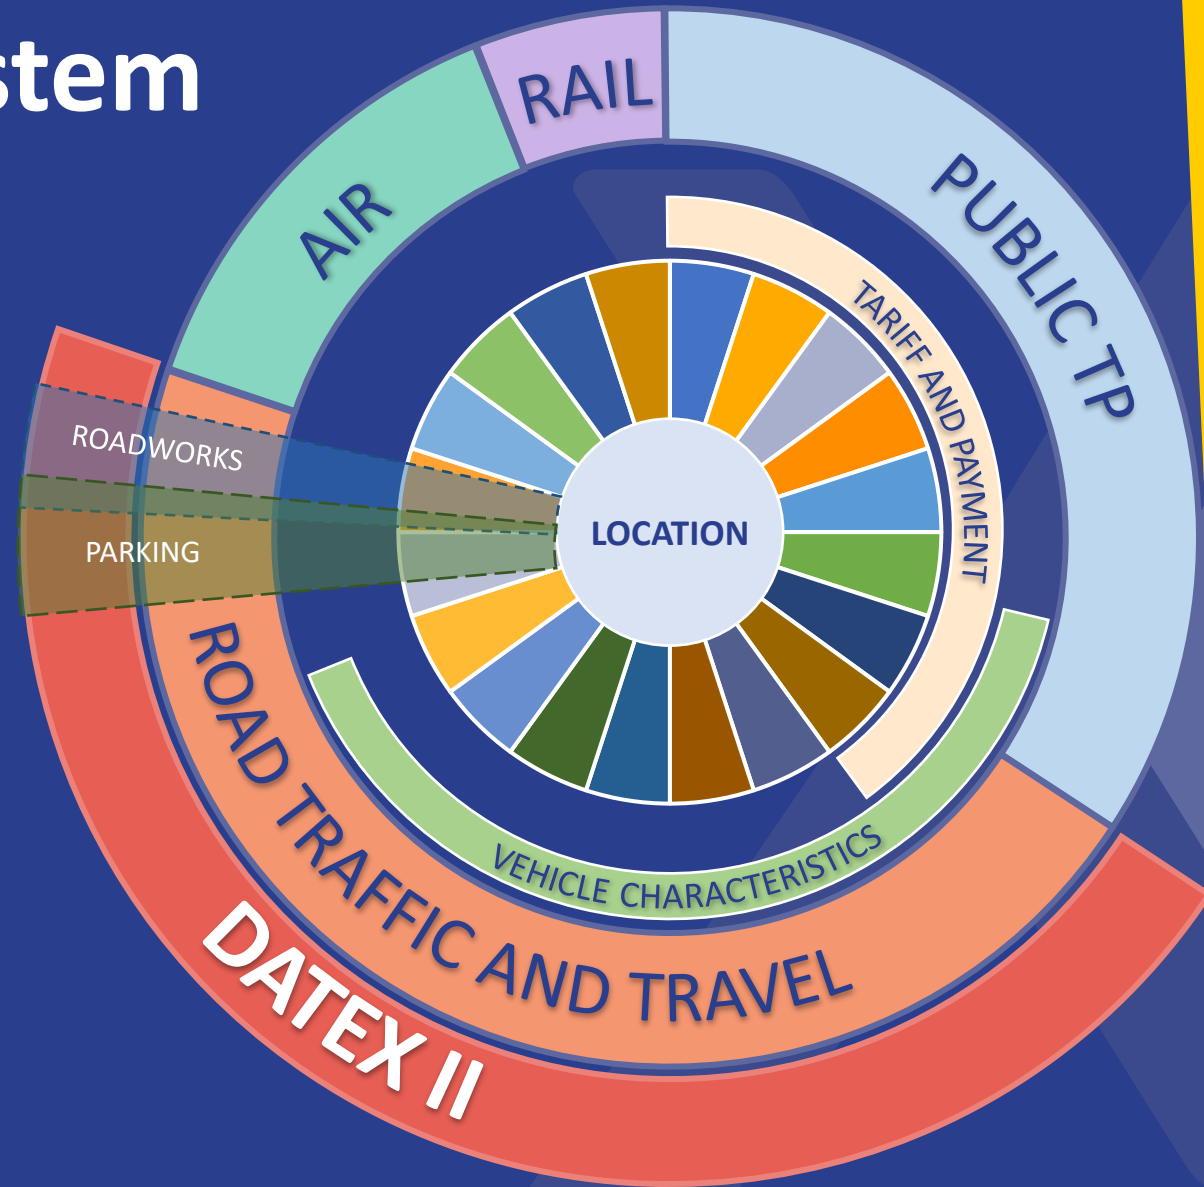 stem
RAIL
AIR
PUBLIC TP
TARIFF AND PAYMENT
ROADWORKS
PARKING
LOCATION
VEHICLE CHARACTERISTICS
ROAD TRAFFIC AND TRAVEL
DATEX II